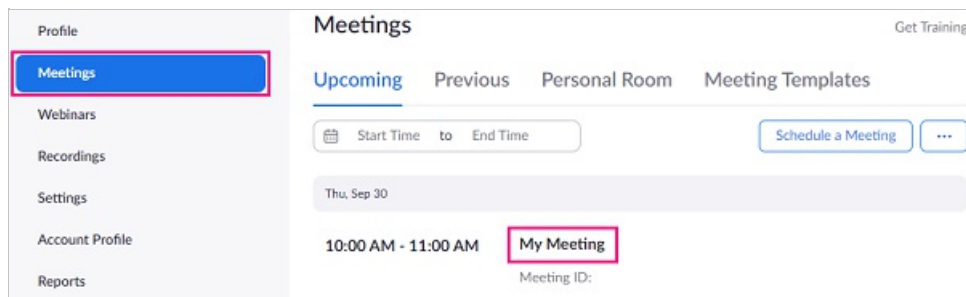 Profile
Meetings
Webinars
Recordings
Settings
Account Profile
Reports
Meetings
Get Training
Upcoming Previous Personal Room Meeting Templates
Start Time to End Time
Schedule a Meeting ...
Thu, Sep 30
10:00 AM - 11:00 AM My Meeting
Meeting ID: